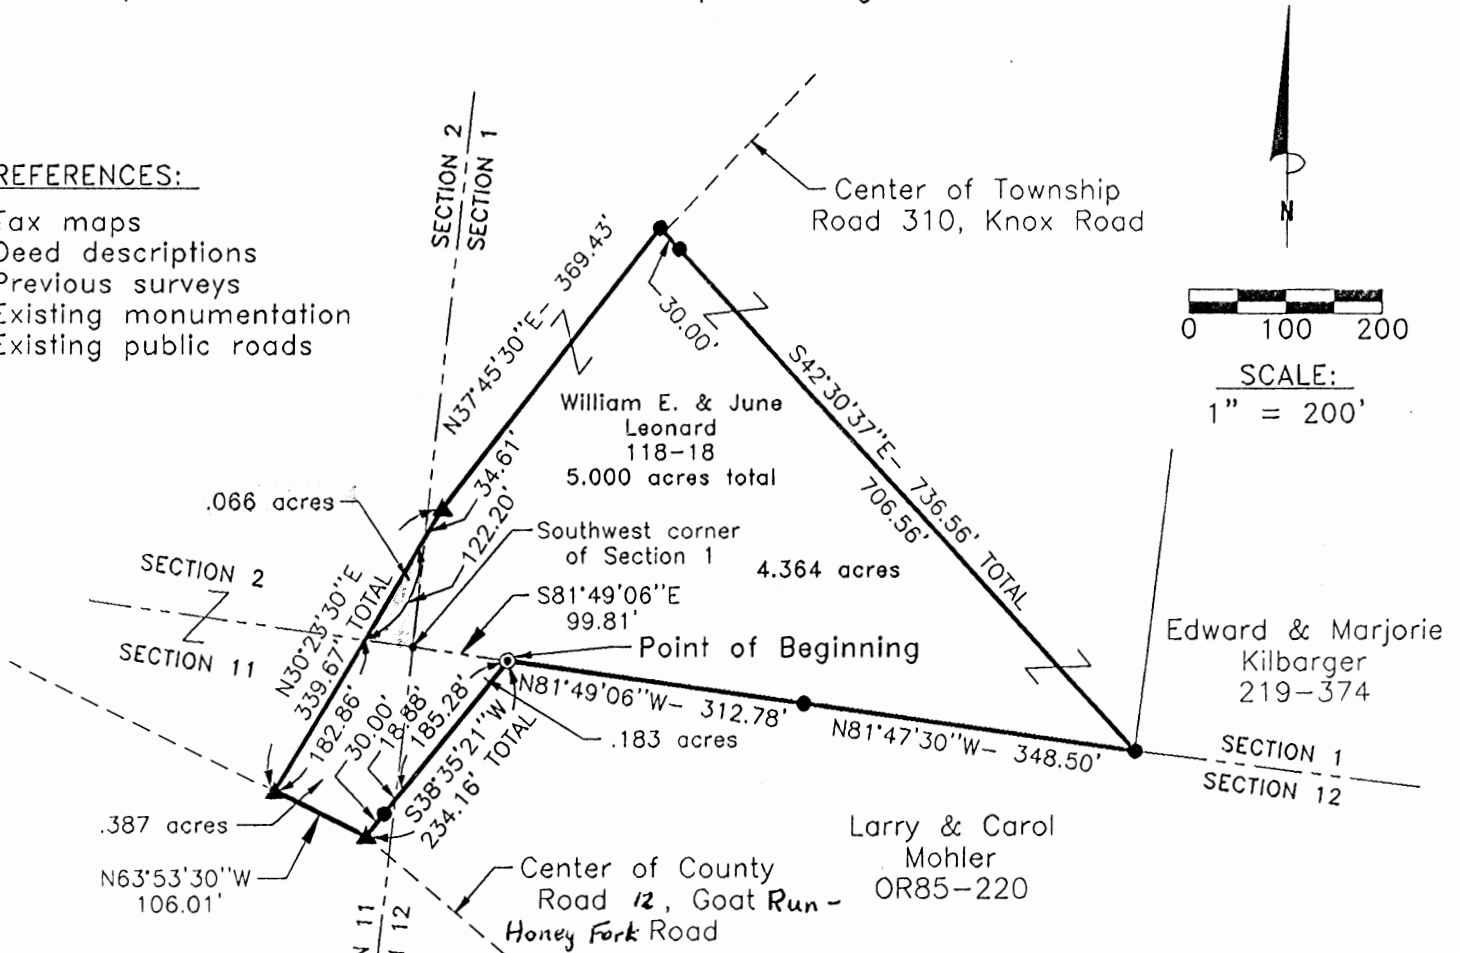 REFERENCES:
Tax maps
Deed descriptions
Previous surveys
Existing monumentation
Existing public roads
SECTION 2
SECTION 1
Center of Township
Road 310, Knox Road
N
0 100 200
SCALE:
1" = 200'
N37°45'30"E- 369.43'
30.00'
S42°30'37"E- 736.56' TOTAL
706.56'
William E. & June
Leonard
118-18
5.000 acres total
34.61'
122.20'
.066 acres
Southwest corner
of Section 1
4.364 acres
SECTION 2
SECTION 11
S81°49'06"E
99.81'
Point of Beginning
Edward & Marjorie
Kilbarger
219-374
N30°23'30"E
339.67' TOTAL
182.86'
30.00'
18.88'
185.28'
S38°35'21"W
234.16' TOTAL
N81°49'06"W- 312.78'
.183 acres
N81°47'30"W- 348.50'
SECTION 1
SECTION 12
.387 acres
N63°53'30"W
106.01'
Larry & Carol
Mohler
OR85-220
Center of County
Road 12, Goat Run-
Honey Fork Road
11
12